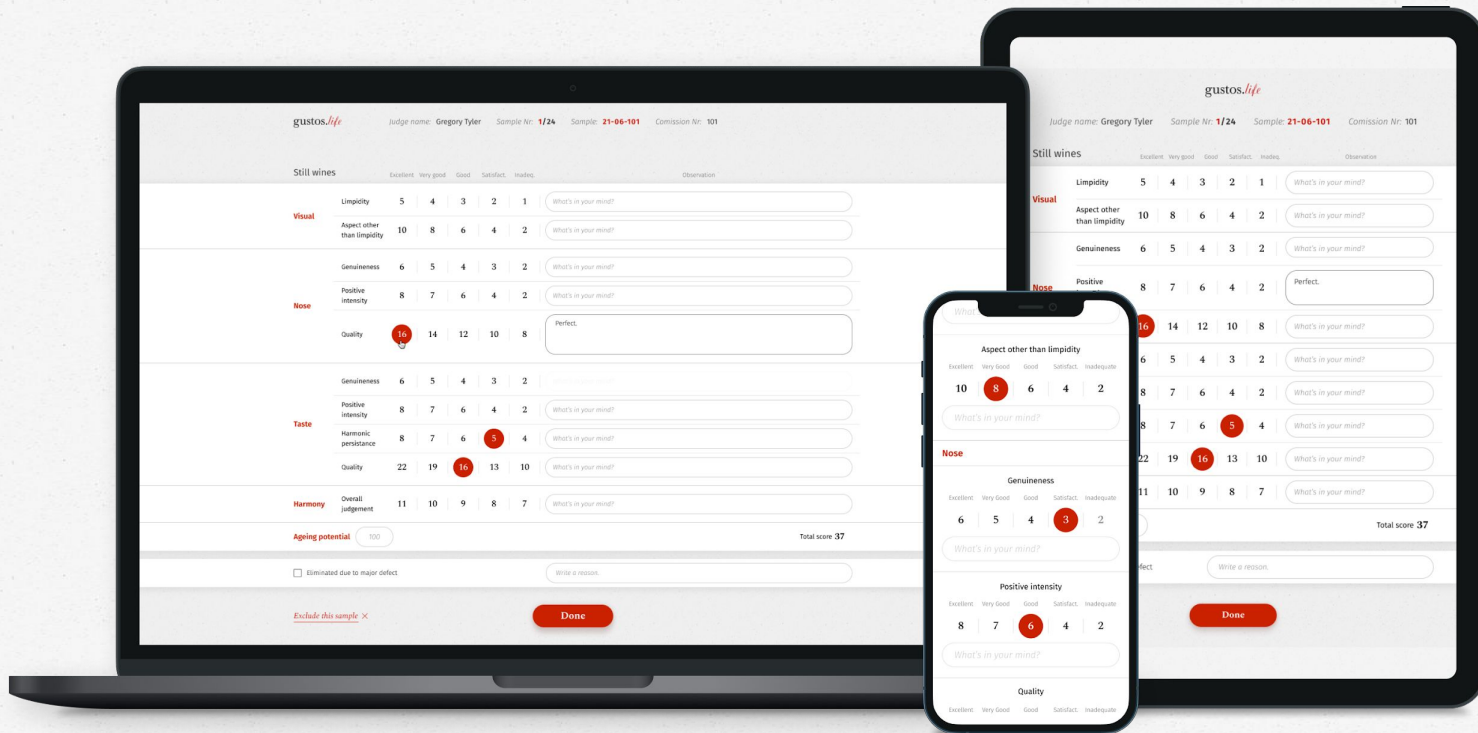 gustos.life
Judge name: Gregory Tyler Sample Nr: 1/24 Sample: 21-06-101 Comission Nr: 101
Still wines Excellent Very good Good Satisfact. Inadeq. Observation
Visual
Limpidity 5 4 3 2 1 What's in your mind?
Aspect other
than limpidity 10 8 6 4 2 What's in your mind?
Nose
Genuineness 6 5 4 3 2 What's in your mind?
Positive
intensity 8 7 6 4 2 What's in your mind?
Quality 16 14 12 10 8 Perfect.
Taste
Genuineness 6 5 4 3 2
Positive
intensity 8 7 6 4 2 What's in your mind?
Harmonic
persistance 8 7 6 5 4 What's in your mind?
Quality 22 19 16 13 10 What's in your mind?
Harmony
Overall
judgement 11 10 9 8 7 What's in your mind?
Ageing potential 100 Total score 37
Eliminated due to major defect Write a reason.
Exclude this sample × Done
What's
Aspect other than limpidity
Excellent Very Good Good Satisfact. Inadequate
10 8 6 4 2
What's in your mind?
Nose
Genuineness
Excellent Very Good Good Satisfact. Inadequate
6 5 4 3 2
What's in your mind?
Positive intensity
Excellent Very Good Good Satisfact. Inadequate
8 7 6 4 2
What's in your mind?
Quality
Excellent Very Good Good Satisfact. Inadequate
gustos.life
Judge name: Gregory Tyler Sample Nr: 1/24 Sample: 21-06-101 Comission Nr: 101
Still wines Excellent Very good Good Satisfact. Inadeq. Observation
Visual
Limpidity 5 4 3 2 1 What's in your mind?
Aspect other
than limpidity 10 8 6 4 2 What's in your mind?
Genuineness 6 5 4 3 2 What's in your mind?
Nose
Positive
8 7 6 4 2 Perfect.
16 14 12 10 8 What's in your mind?
6 5 4 3 2 What's in your mind?
8 7 6 4 2 What's in your mind?
8 7 6 5 4 What's in your mind?
22 19 16 13 10 What's in your mind?
11 10 9 8 7 What's in your mind?
Total score 37
Write a reason.
Done